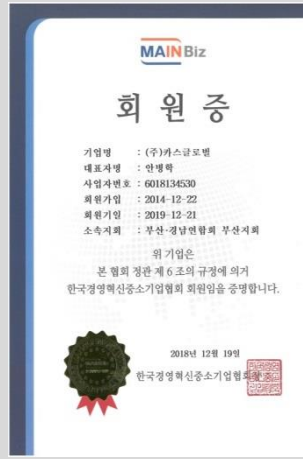 MAINBiz
회 원 증
기업명 : (주)카스글로벌
대표자명 : 안병학
사업자번호 : 6018134530
회원가입 : 2014-12-22
회원기일 : 2019-12-21
소속지회 : 부산·경남연합회 부산지회
위 기업은
본 협회 정관 제 6 조의 규정에 의거
한국경영혁신중소기업협회 회원임을 증명합니다.
2018년 12월 19일
한국경영혁신중소기업협회